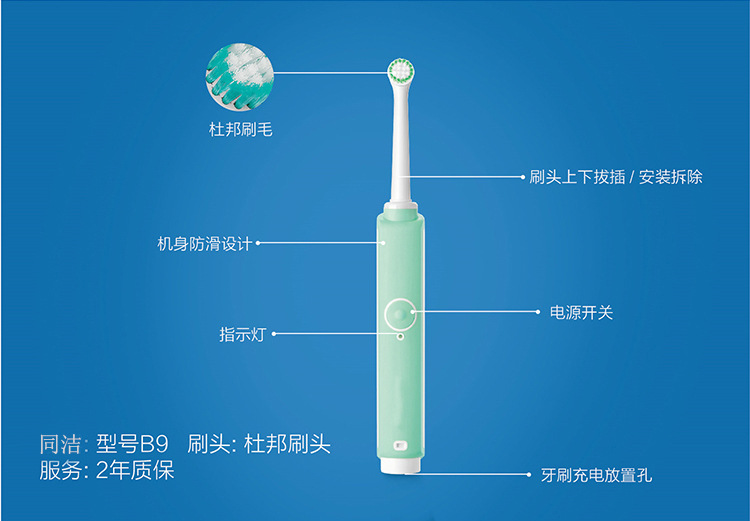 杜邦刷毛
刷头上下拔插 / 安装拆除
机身防滑设计
电源开关
指示灯
同洁: 型号B9 刷头: 杜邦刷头
服务: 2年质保
牙刷充电放置孔